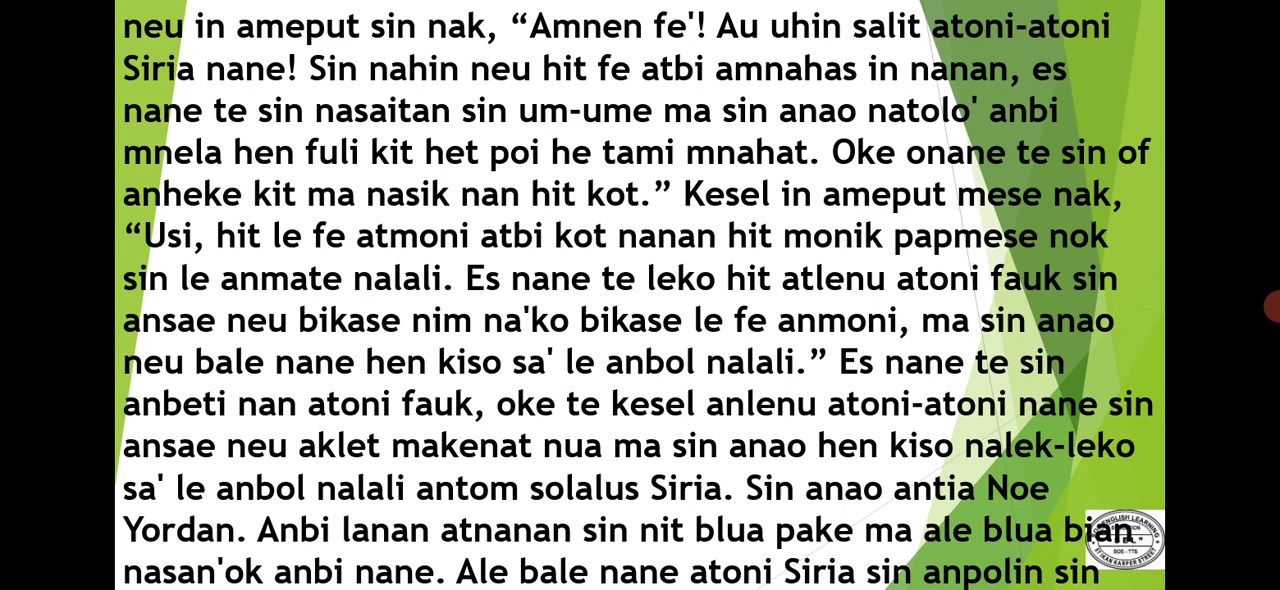 neu in ameput sin nak, “Amnen fe'! Au uhin salit atoni-atoni
Siria nane! Sin nahin neu hit fe atbi amnahas in nanan, es
nane te sin nasaitan sin um-ume ma sin anao natolo' anbi
mnela hen fuli kit het poi he tami mnahat. Oke onane te sin of
anheke kit ma nasik nan hit kot.” Kesel in ameput mese nak,
“Usi, hit le fe atmoni atbi kot nanan hit monik papmese nok
sin le anmate nalali. Es nane te leko hit atlenu atoni fauk sin
ansae neu bikase nim na'ko bikase le fe anmoni, ma sin anao
neu bale nane hen kiso sa' le anbol nalali.” Es nane te sin
anbeti nan atoni fauk, oke te kesel anlenu atoni-atoni nane sin
ansae neu aklet makenat nua ma sin anao hen kiso nalek-leko
sa' le anbol nalali antom solalus Siria. Sin anao antia Noe
Yordan. Anbi lanan atnanan sin nit blua pake ma ale blua bian
nasan'ok anbi nane. Ale bale nane atoni Siria sin anpolin sin
ENGLISH LEARNING
SOE - TTS
KARPER STREET